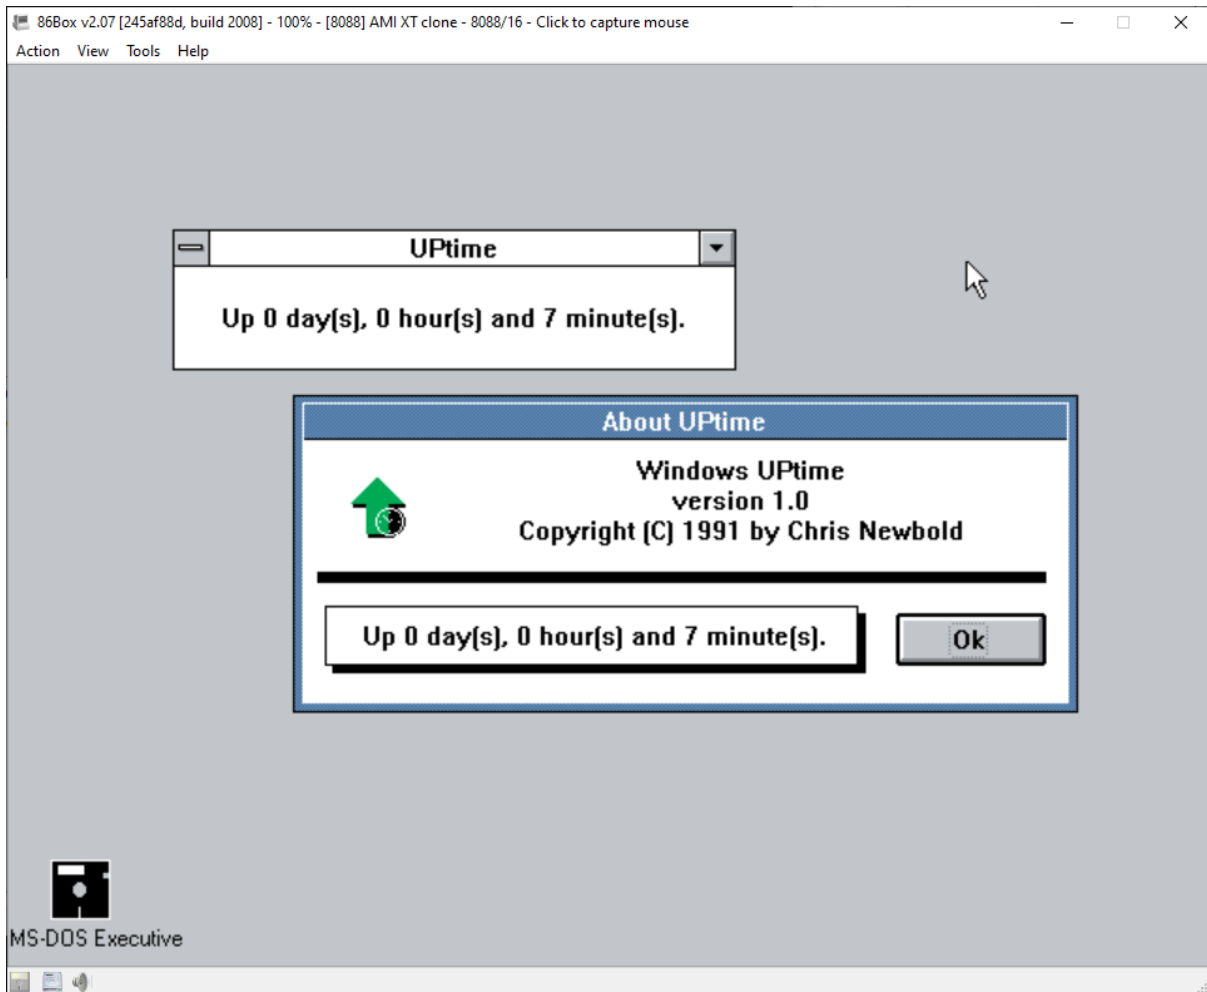 86Box v2.07 [245af88d, build 2008] - 100% - [8088] AMI XT clone - 8088/16 - Click to capture mouse
Action View Tools Help
UPtime
Up 0 day(s), 0 hour(s) and 7 minute(s).
About UPtime
Windows UPtime
version 1.0
Copyright (C) 1991 by Chris Newbold
Up 0 day(s), 0 hour(s) and 7 minute(s).
Ok
MS-DOS Executive